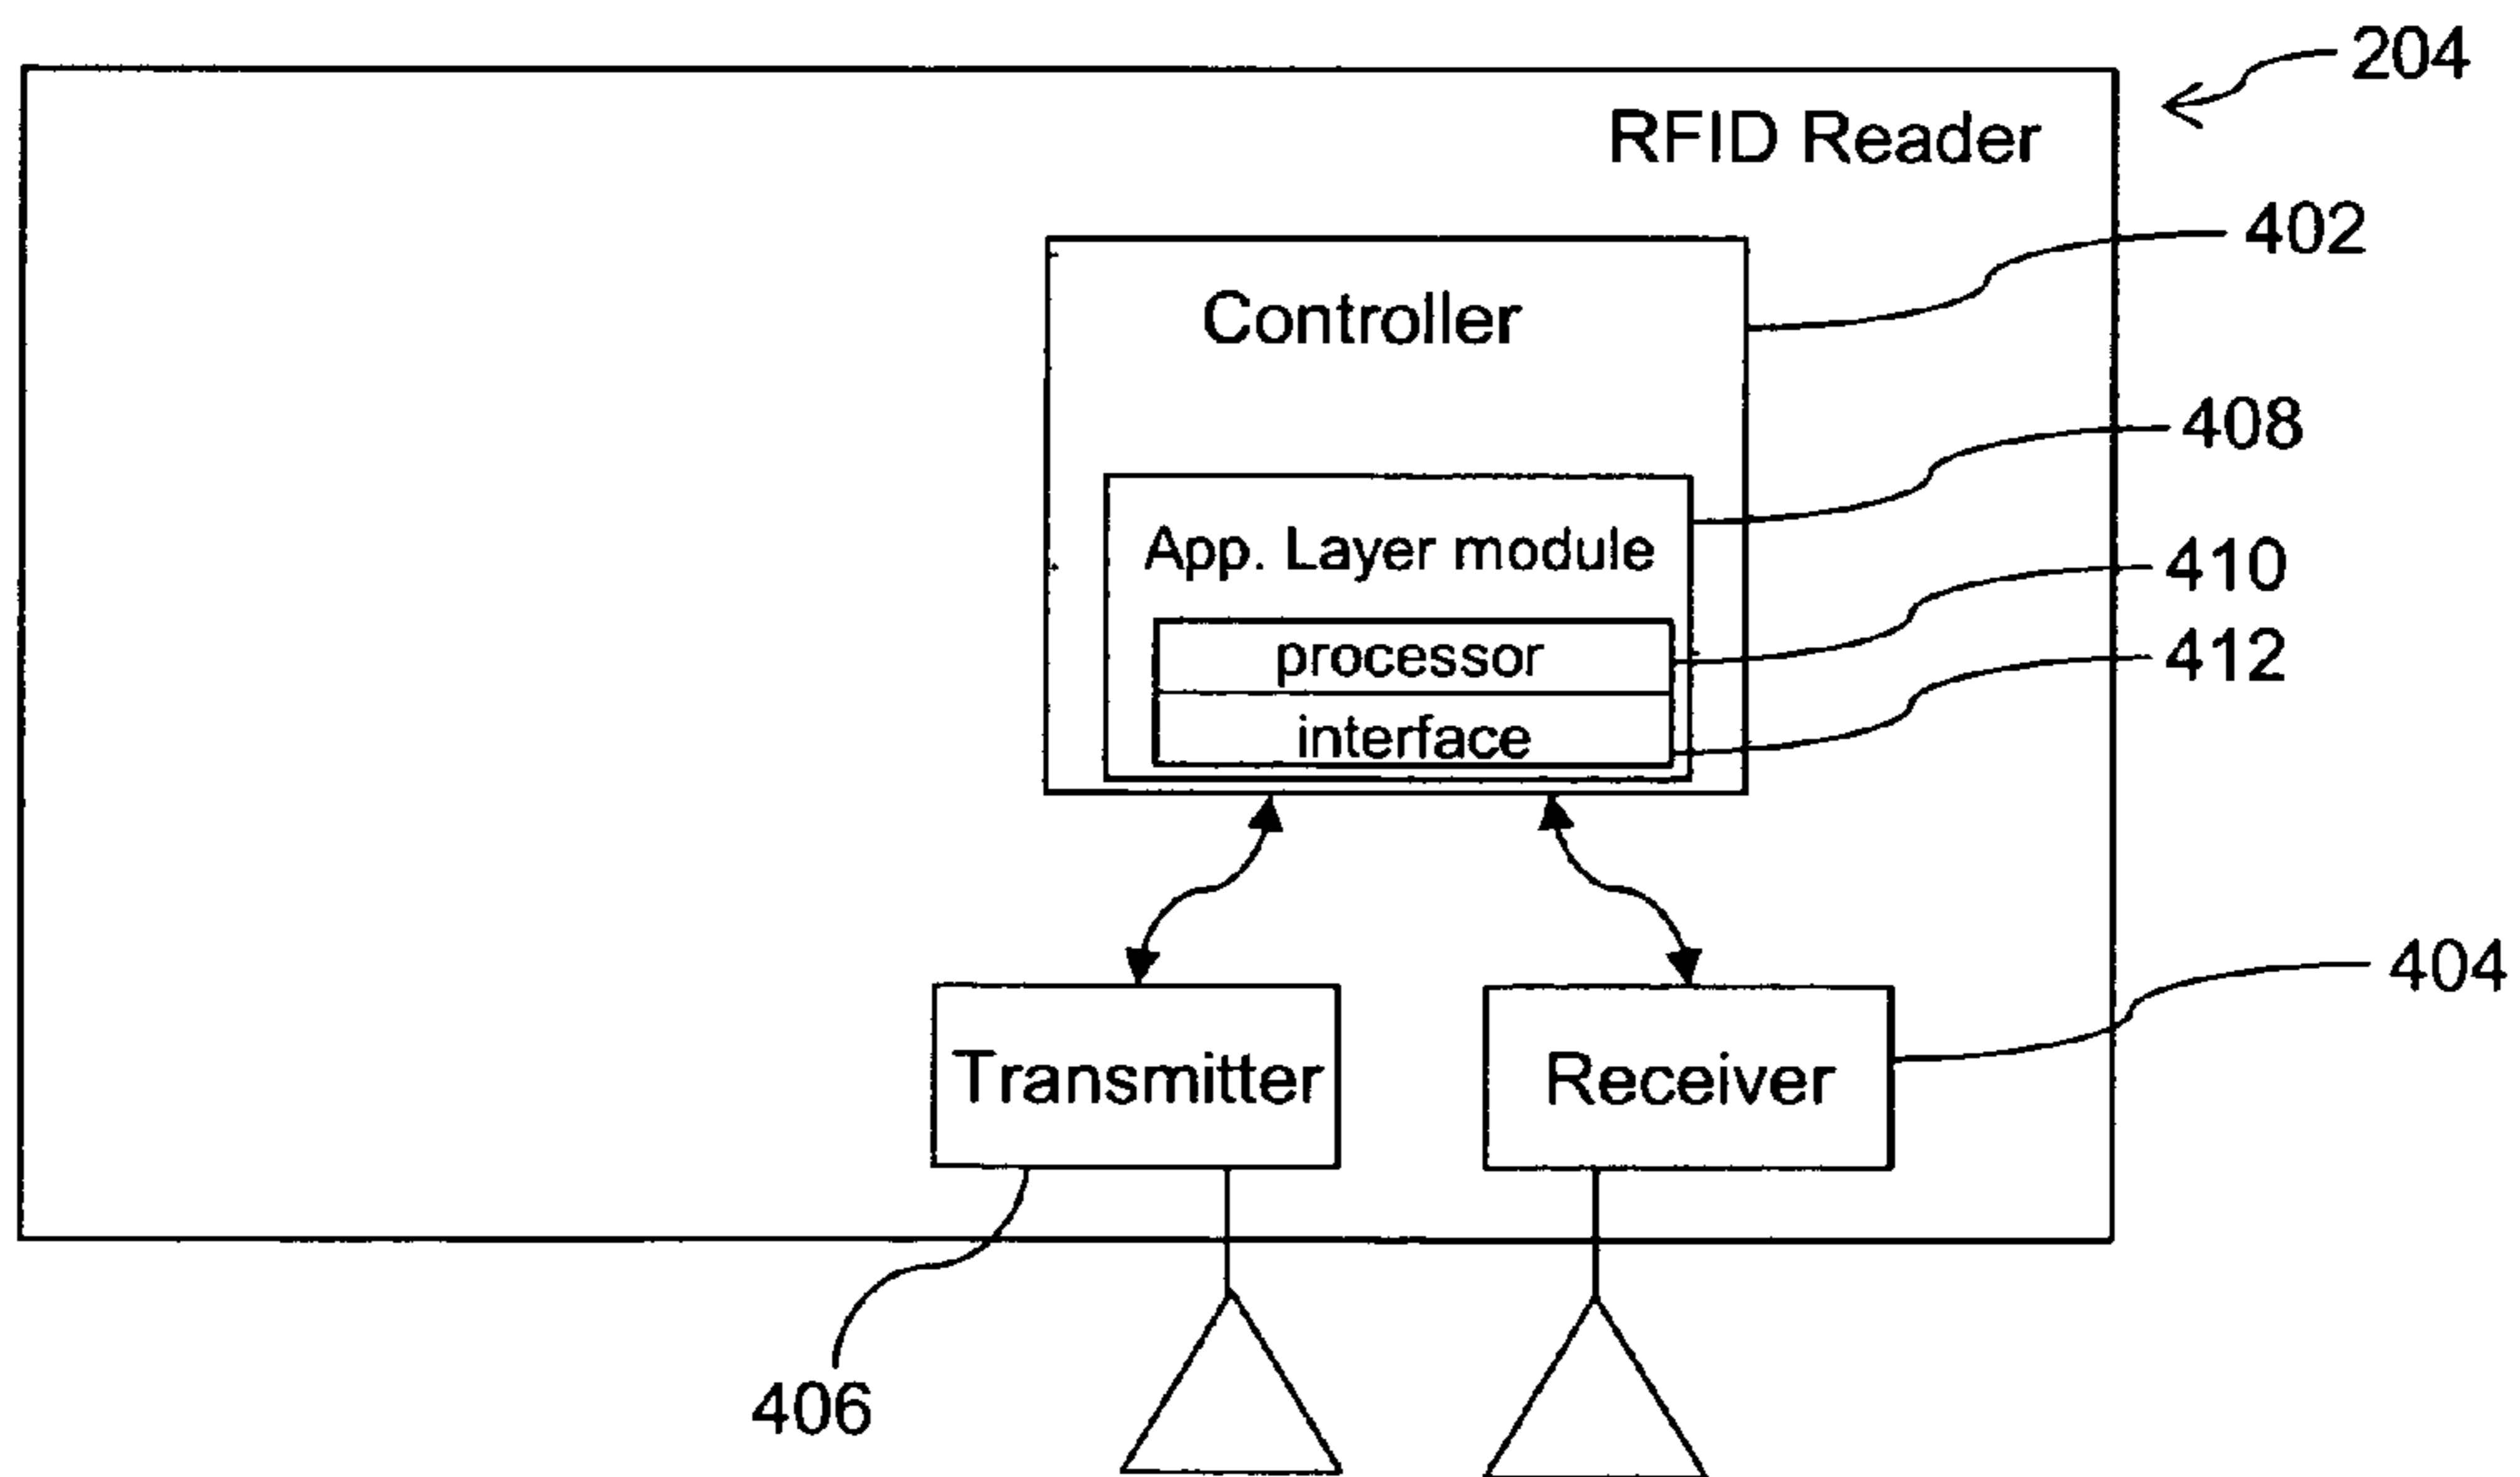 204
RFID Reader
402
Controller
408
App. Layer module
410
processor
412
interface
404
Transmitter
Receiver
406